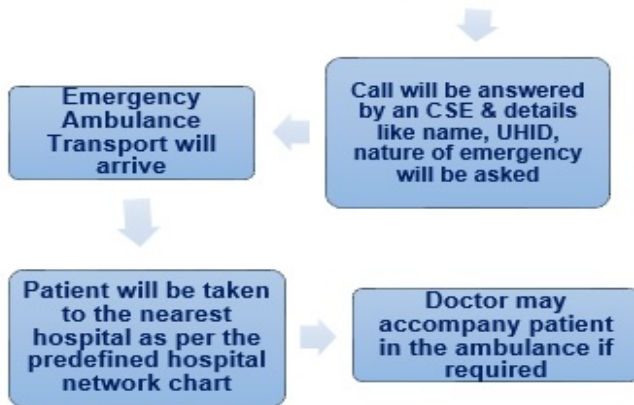 Call will be answered
by an CSE & details
like name, UHID,
nature of emergency
will be asked
Emergency
Ambulance
Transport will
arrive
Patient will be taken
to the nearest
hospital as per the
predefined hospital
network chart
Doctor may
accompany patient
in the ambulance if
required